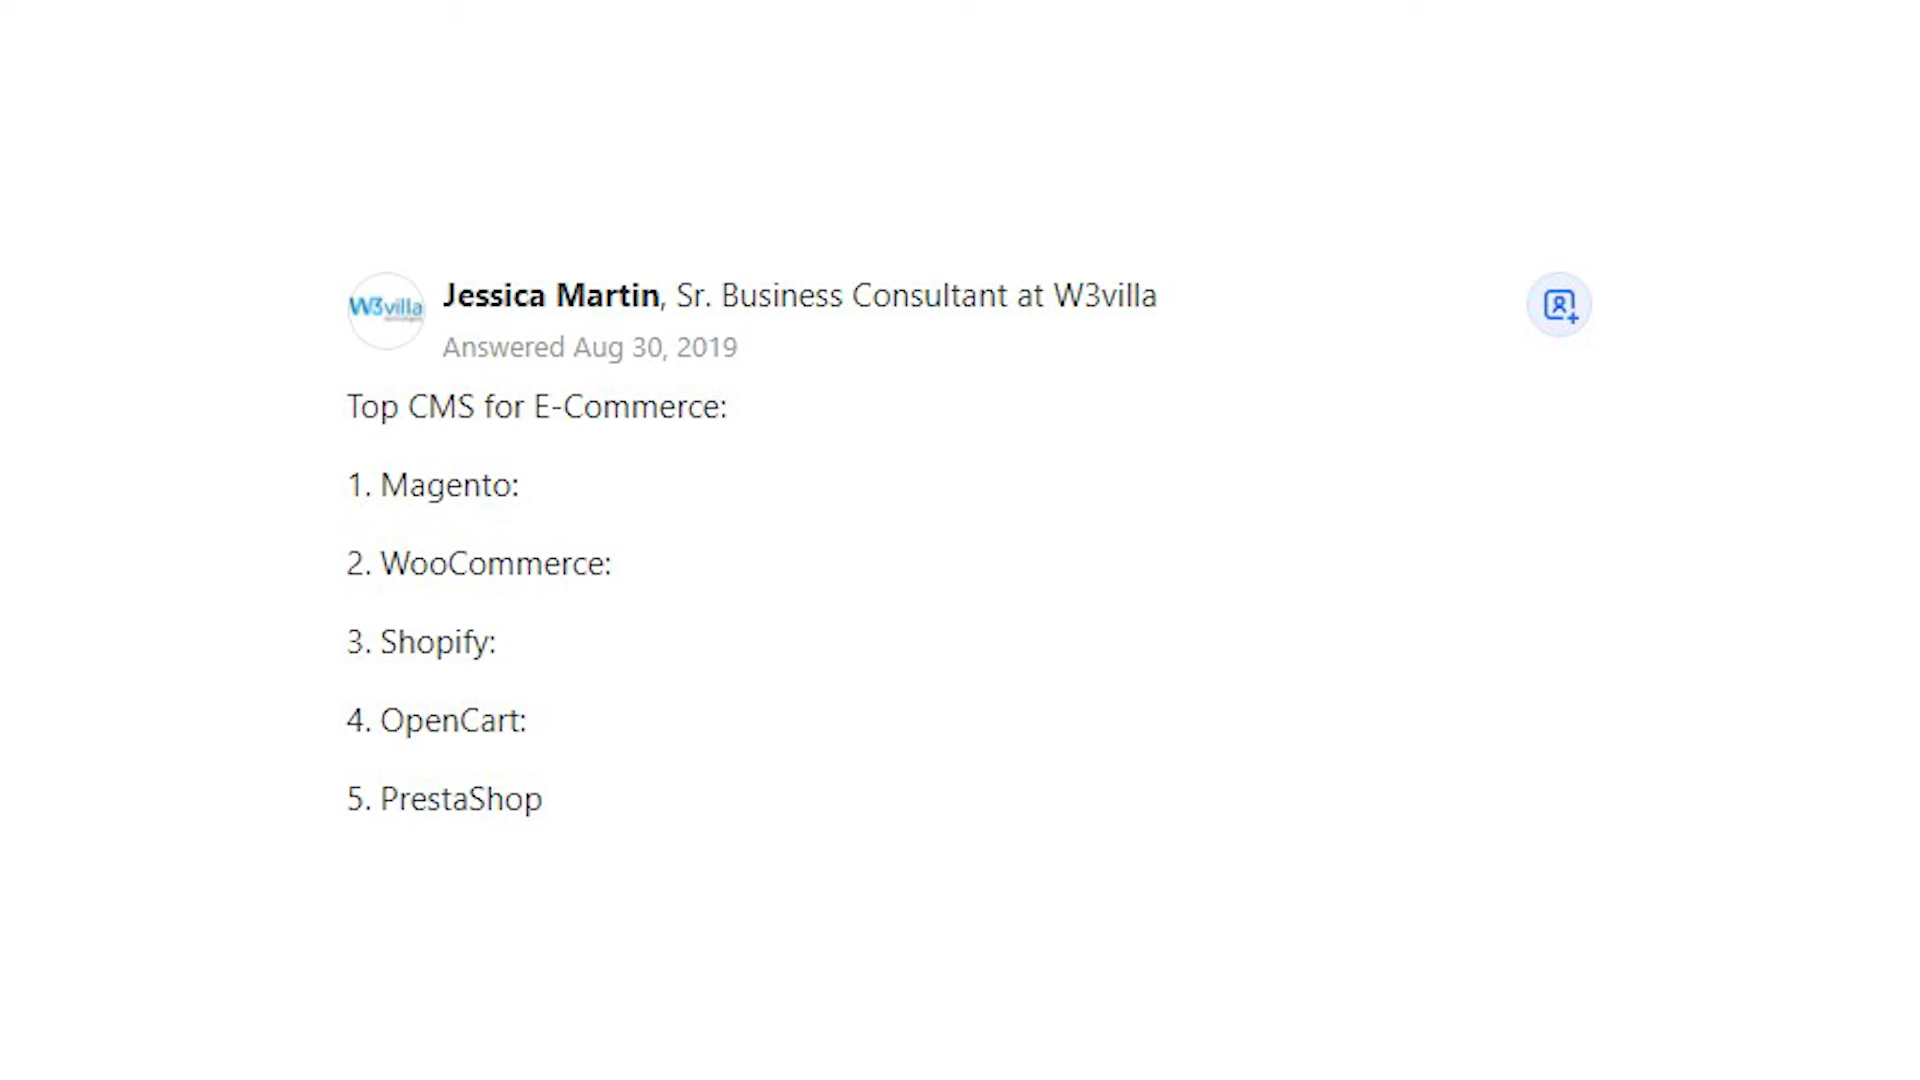 W3villa
Jessica Martin, Sr. Business Consultant at W3villa
Answered Aug 30, 2019
Top CMS for E-Commerce:
1. Magento:
2. WooCommerce:
3. Shopify:
4. OpenCart:
5. PrestaShop